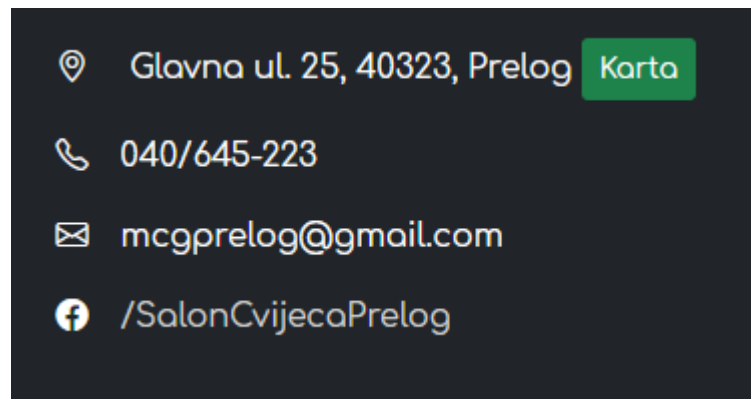 Glavna ul. 25, 40323, Prelog Karta
040/645-223
mcgprelog@gmail.com
/SalonCvijecaPrelog